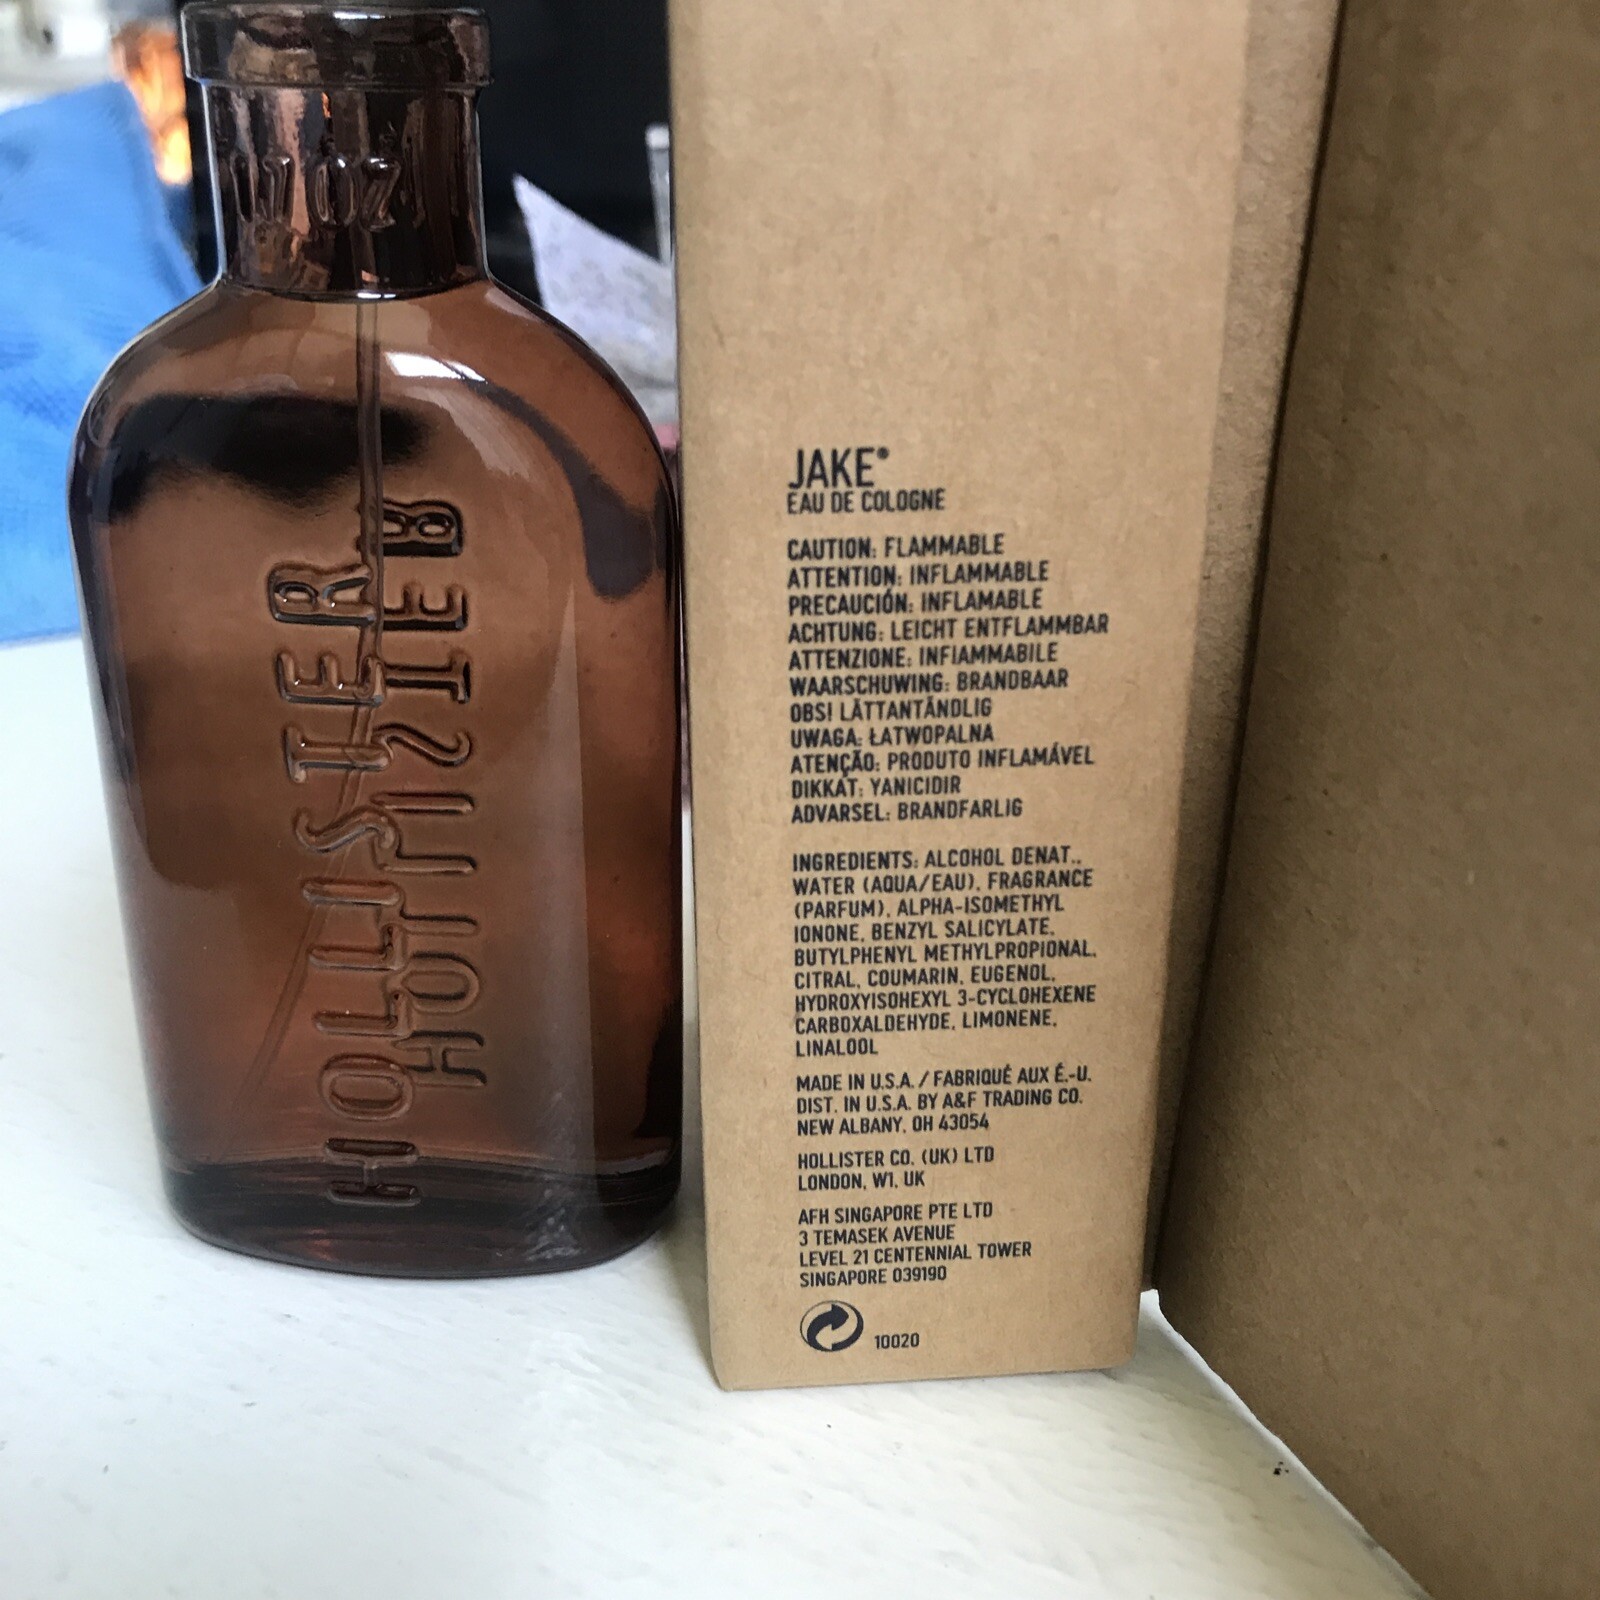 1.7 OZ
HOLLISTER
HOLLISTER
JAKE®
EAU DE COLOGNE
CAUTION: FLAMMABLE
ATTENTION: INFLAMMABLE
PRECAUCIÓN: INFLAMABLE
ACHTUNG: LEICHT ENTFLAMMBAR
ATTENZIONE: INFIAMMABILE
WAARSCHUWING: BRANDBAAR
OBS! LÄTTANTÄNDLIG
UWAGA: ŁATWOPALNA
ATENÇÃO: PRODUTO INFLAMÁVEL
DIKKAT: YANICIDIR
ADVARSEL: BRANDFARLIG
INGREDIENTS: ALCOHOL DENAT.,
WATER (AQUA/EAU), FRAGRANCE
(PARFUM), ALPHA-ISOMETHYL
IONONE, BENZYL SALICYLATE,
BUTYLPHENYL METHYLPROPIONAL,
CITRAL, COUMARIN, EUGENOL,
HYDROXYISOHEXYL 3-CYCLOHEXENE
CARBOXALDEHYDE, LIMONENE,
LINALOOL
MADE IN U.S.A. / FABRIQUÉ AUX É.-U.
DIST. IN U.S.A. BY A&F TRADING CO.
NEW ALBANY, OH 43054
HOLLISTER CO. (UK) LTD
LONDON, W1, UK
AFH SINGAPORE PTE LTD
3 TEMASEK AVENUE
LEVEL 21 CENTENNIAL TOWER
SINGAPORE 039190
10020